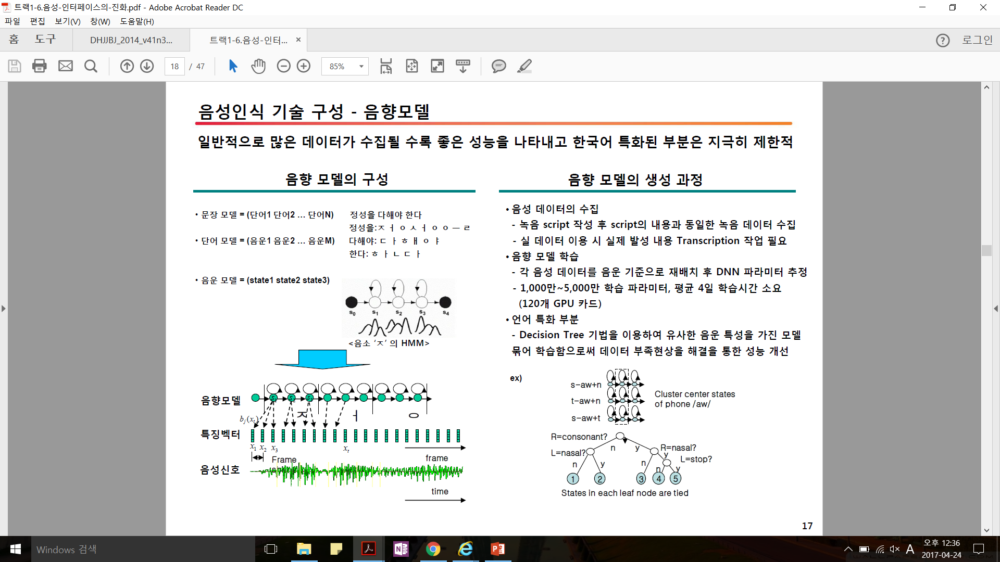 트랙1-6.음성-인터페이스의-진화.pdf - Adobe Acrobat Reader DC
파일 편집 보기(V) 창(W) 도움말(H)
홈 도구 DHJJBJ_2014_v41n3... 트랙1-6.음성-인터... × ? 로그인
18 / 47 85%
음성인식 기술 구성 - 음향모델
일반적으로 많은 데이터가 수집될 수록 좋은 성능을 나타내고 한국어 특화된 부분은 지극히 제한적
음향 모델의 구성
• 문장 모델 = (단어1 단어2 ... 단어N) 정성을 다해야 한다
정성을:ㅈ ㅓ ㅇ ㅅ ㅓ ㅇ ㅇ ㅡ ㄹ
• 단어 모델 = (음운1 음운2 ... 음운M) 다해야: ㄷ ㅏ ㅎ ㅐ ㅇ ㅑ
한다: ㅎ ㅏ ㄴ ㄷ ㅏ
• 음운 모델 = (state1 state2 state3)
s0 s1 s2 s3 s4
<음소 ‘ㅈ’ 의 HMM>
음향모델 s1 s2 s3
ㅈ ㅓ ㅇ
bj(xt)
특징벡터
x1 x2 x3 xt
Frame frame
음성신호
time
음향 모델의 생성 과정
• 음성 데이터의 수집
- 녹음 script 작성 후 script의 내용과 동일한 녹음 데이터 수집
- 실 데이터 이용 시 실제 발성 내용 Transcription 작업 필요
• 음향 모델 학습
- 각 음성 데이터를 음운 기준으로 재배치 후 DNN 파라미터 추정
- 1,000만~5,000만 학습 파라미터, 평균 4일 학습시간 소요
(120개 GPU 카드)
• 언어 특화 부분
- Decision Tree 기법을 이용하여 유사한 음운 특성을 가진 모델
묶어 학습함으로써 데이터 부족현상을 해결을 통한 성능 개선
ex)
s-aw+n
t-aw+n
s-aw+t
Cluster center states
of phone /aw/
R=consonant?
n y R=nasal?
L=nasal? y L=stop?
n y n n y
1 2 3 4 5
States in each leaf node are tied
17
Windows 검색
A 오후 12:36
2017-04-24